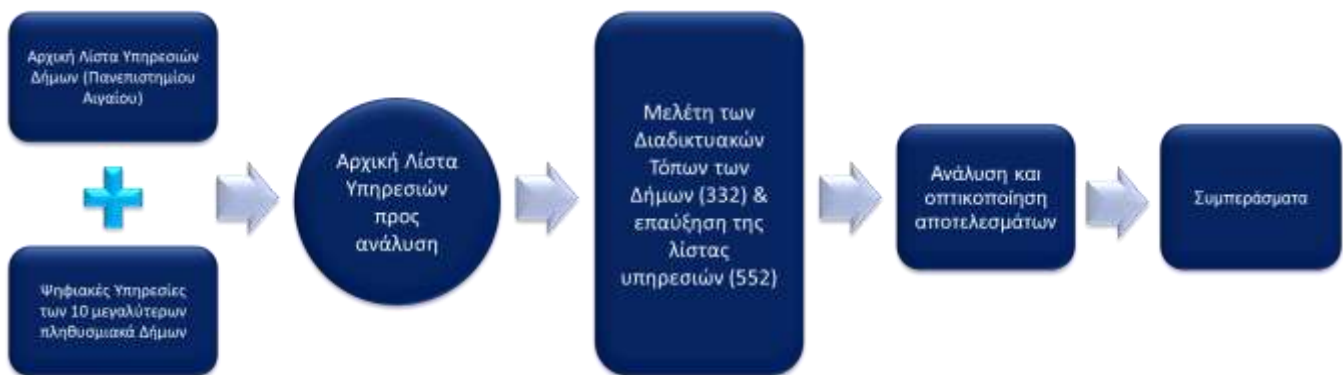 Αρχική Λίστα Υπηρεσιών
Δήμων (Πανεπιστημίου
Αιγαίου)
Ψηφιακές Υπηρεσίες
των 10 μεγαλύτερων
πληθυσμιακά Δήμων
Αρχική Λίστα
Υπηρεσιών
προς
ανάλυση
Μελέτη των
Διαδικτυακών
Τόπων των
Δήμων (332) &
επαύξηση της
λίστας
υπηρεσιών (552)
Ανάλυση και
οπτικοποίηση
αποτελεσμάτων
Συμπεράσματα